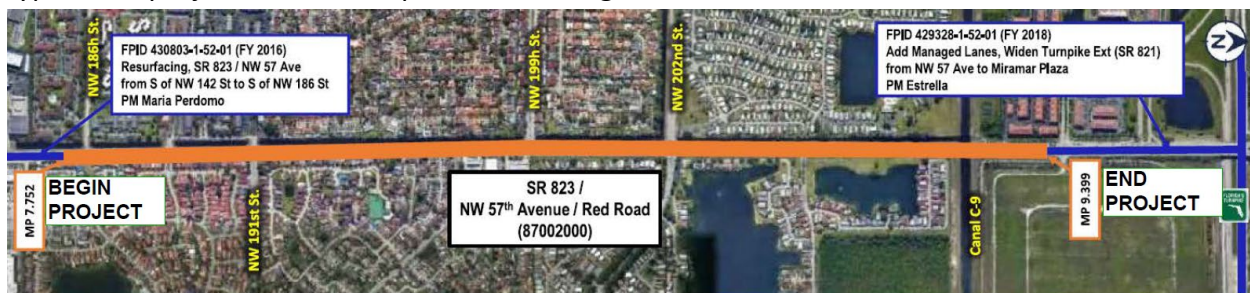 NW 186h St.
FPID 430803-1-52-01 (FY 2016)
Resurfacing, SR 823 / NW 57 Ave
from S of NW 142 St to S of NW 186 St
PM Maria Perdomo
NW 199h St.
NW 202nd St.
FPID 429328-1-52-01 (FY 2018)
Add Managed Lanes, Widen Turnpike Ext (SR 821)
from NW 57 Ave to Miramar Plaza
PM Estrella
N
MP 7.752
BEGIN
PROJECT
NW 191st St.
SR 823 /
NW 57th Avenue / Red Road
(87002000)
Canal C-9
MP 9.399
END
PROJECT